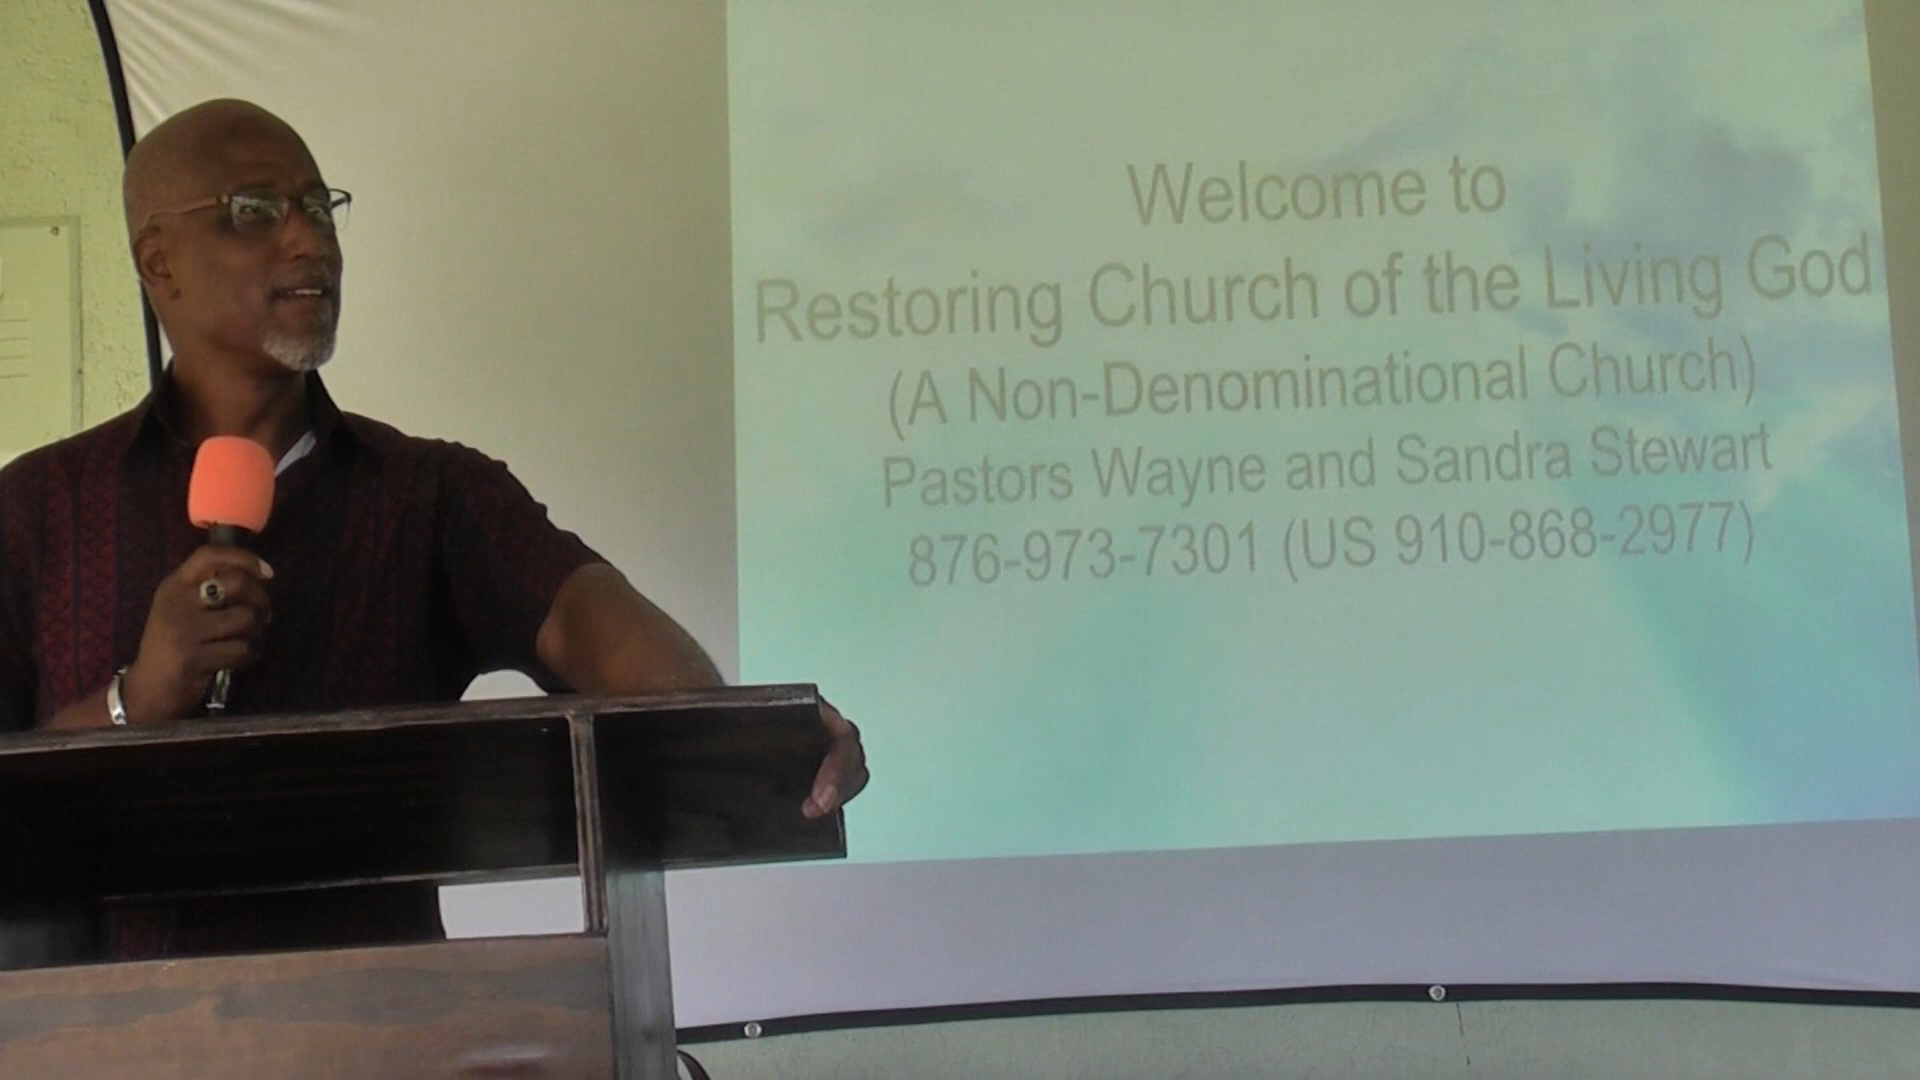 Welcome to
Restoring Church of the Living God
(A Non-Denominational Church)
Pastors Wayne and Sandra Stewart
876-973-7301 (US 910-868-2977)